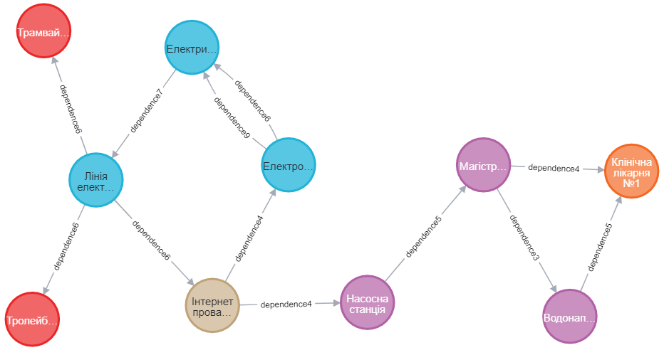 Трамвай...
Електри...
dependence6
dependence7
dependence6
dependence9
Лінія
елект...
Електро...
Магістр...
dependence4
Клінічна
лікарня
№1
dependence6
dependence6
dependence4
dependence5
dependence3
dependence5
Інтернет
прова...
dependence4
Насосна
станція
Тролейб...
Водонап...